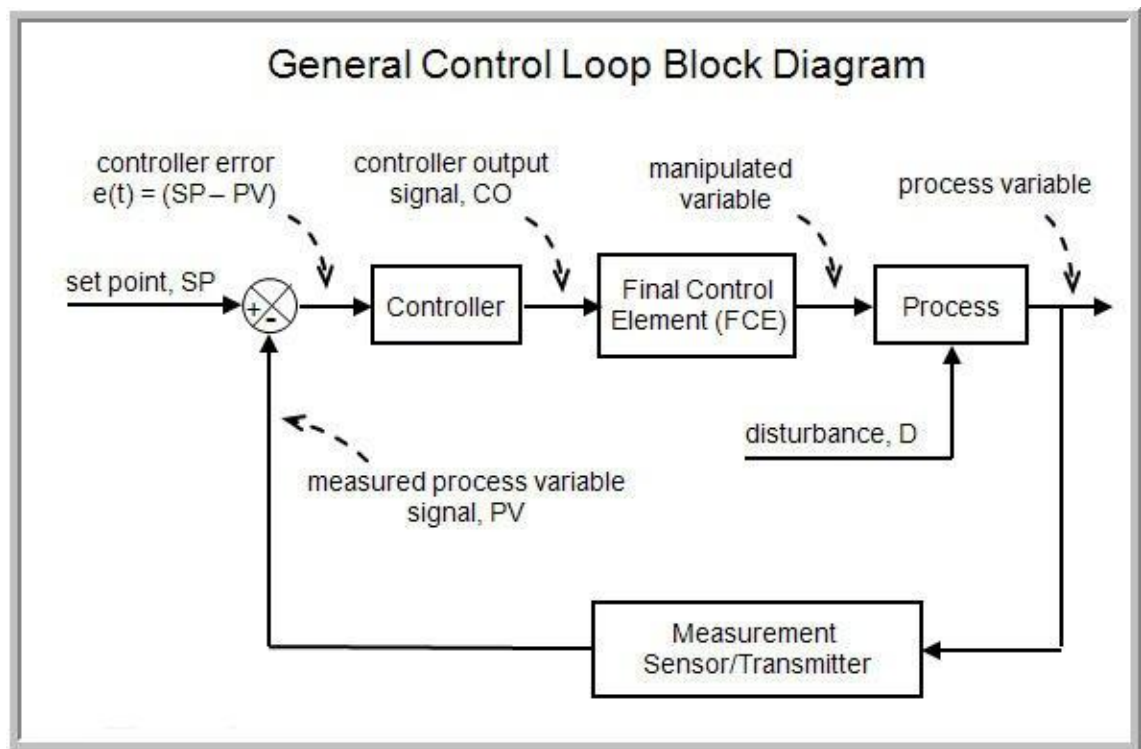 General Control Loop Block Diagram
controller error
e(t) = (SP – PV)
controller output
signal, CO
manipulated
variable
process variable
set point, SP
+
-
Controller
Final Control
Element (FCE)
Process
disturbance, D
measured process variable
signal, PV
Measurement
Sensor/Transmitter